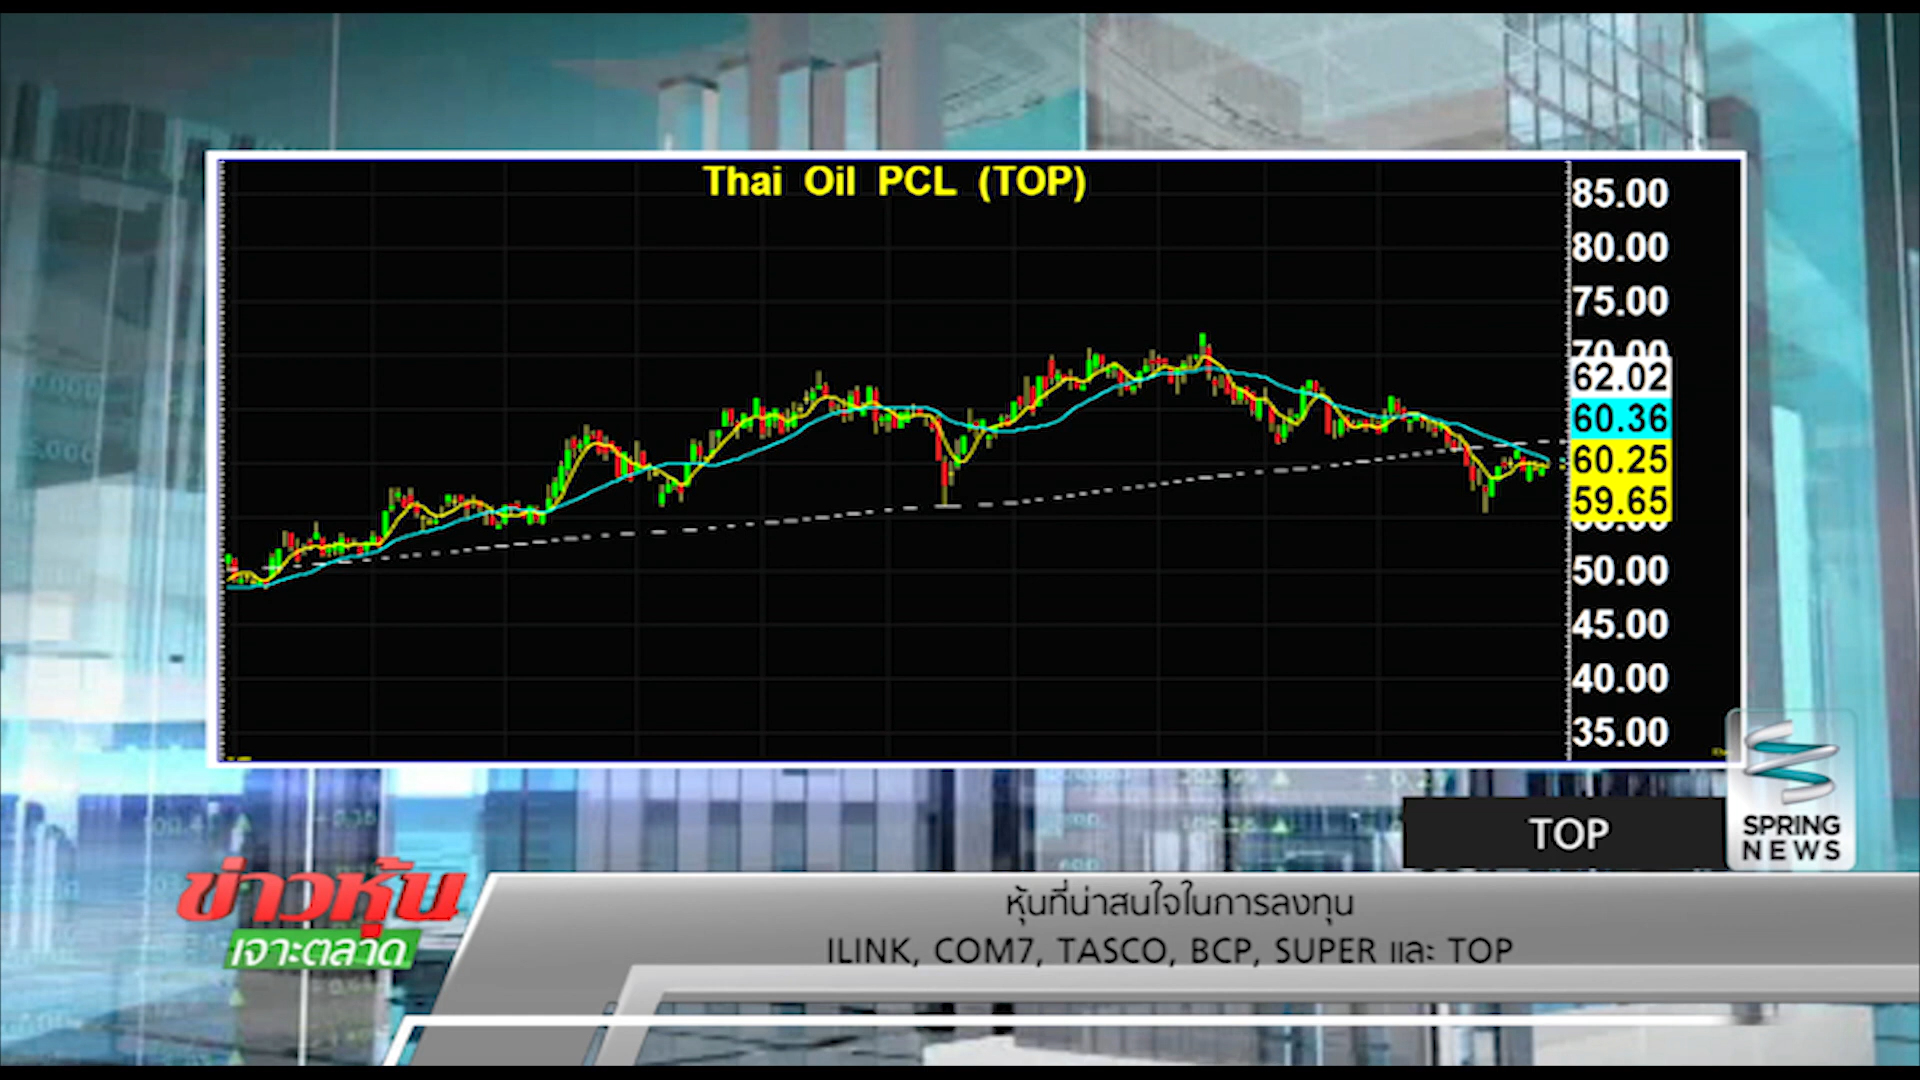 Thai Oil PCL (TOP)
85.00
80.00
75.00
70.00
62.02
60.36
60.25
59.65
50.00
45.00
40.00
35.00
TOP
SPRING
NEWS
ข่าวหุ้น
เจาะตลาด
หุ้นที่น่าสนใจในการลงทุน
ILINK, COM7, TASCO, BCP, SUPER และ TOP